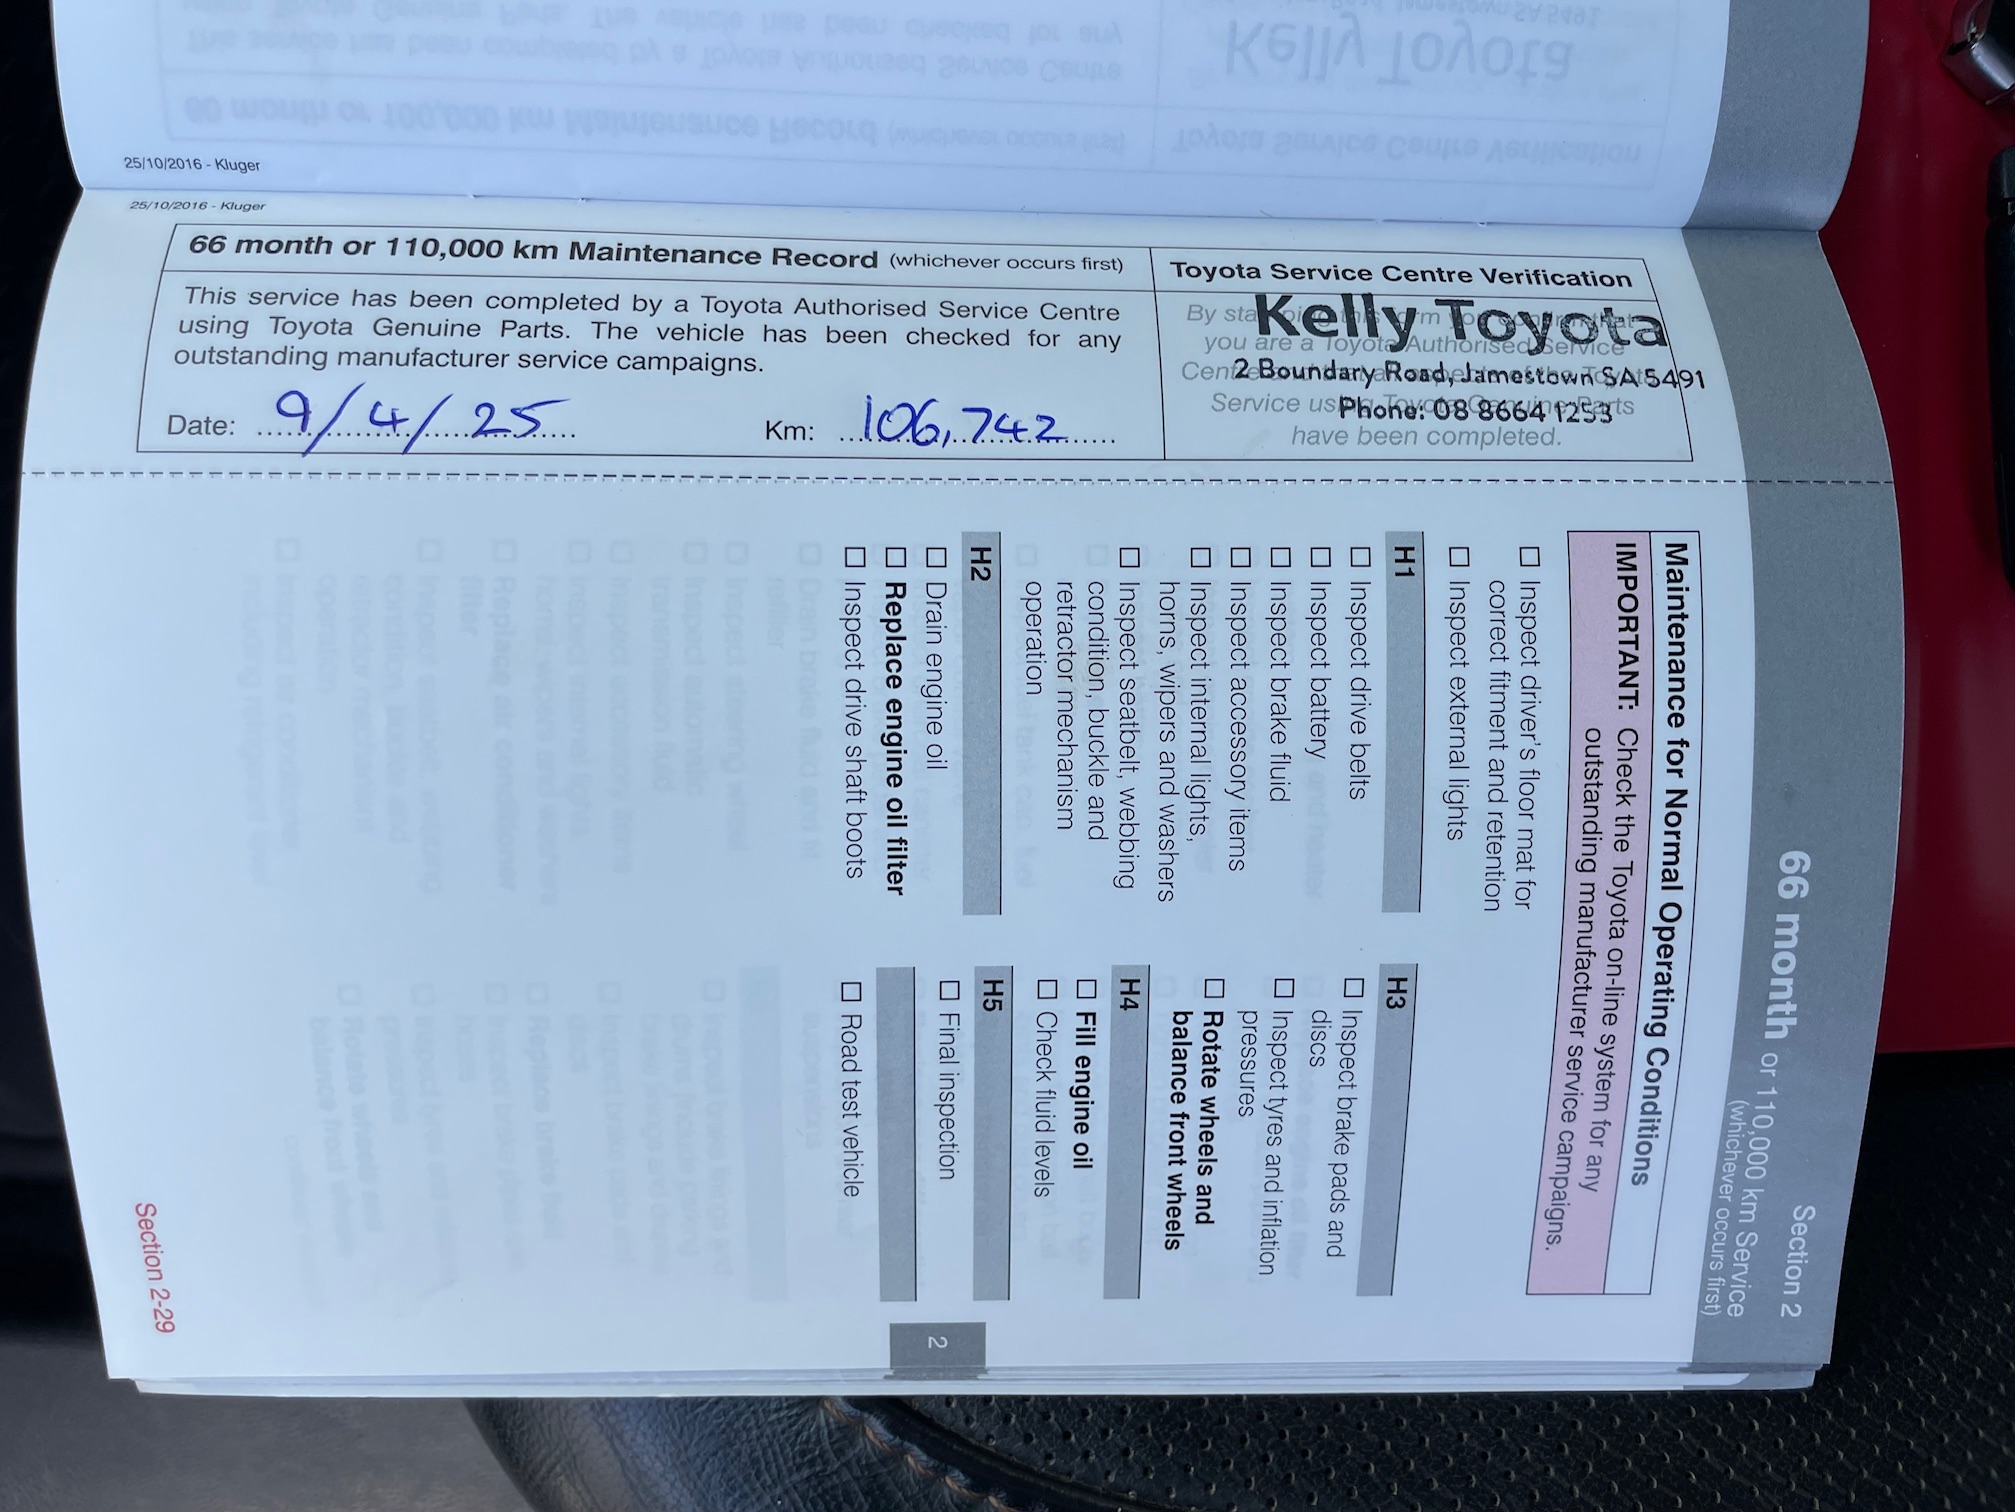 25/10/2016 - Kluger
25/10/2016 - Kluger
66 month or 110,000 km Maintenance Record (whichever occurs first)
This service has been completed by a Toyota Authorised Service Centre
using Toyota Genuine Parts. The vehicle has been checked for any
outstanding manufacturer service campaigns.
Date: 9/4/25 Km: 106,742
Toyota Service Centre Verification
Kelly Toyota
2 Boundary Road, Jamestown SA 5491
Phone: 08 8664 1253
you are a Toyota Authorised Service
have been completed.
Section 2
66 month or 110,000 km Service
(whichever occurs first)
Maintenance for Normal Operating Conditions
IMPORTANT: Check the Toyota on-line system for any
outstanding manufacturer service campaigns.
☐ Inspect driver's floor mat for
correct fitment and retention
☐ Inspect external lights
H1
☐ Inspect drive belts
☐ Inspect battery
☐ Inspect brake fluid
☐ Inspect accessory items
☐ Inspect internal lights,
horns, wipers and washers
☐ Inspect seatbelt, webbing
condition, buckle and
retractor mechanism
operation
H2
☐ Drain engine oil
☐ Replace engine oil filter
☐ Inspect drive shaft boots
H3
☐ Inspect brake pads and
discs
☐ Inspect tyres and inflation
pressures
☐ Rotate wheels and
balance front wheels
H4
☐ Fill engine oil
☐ Check fluid levels
H5
☐ Final inspection
☐ Road test vehicle
2
Section 2-29